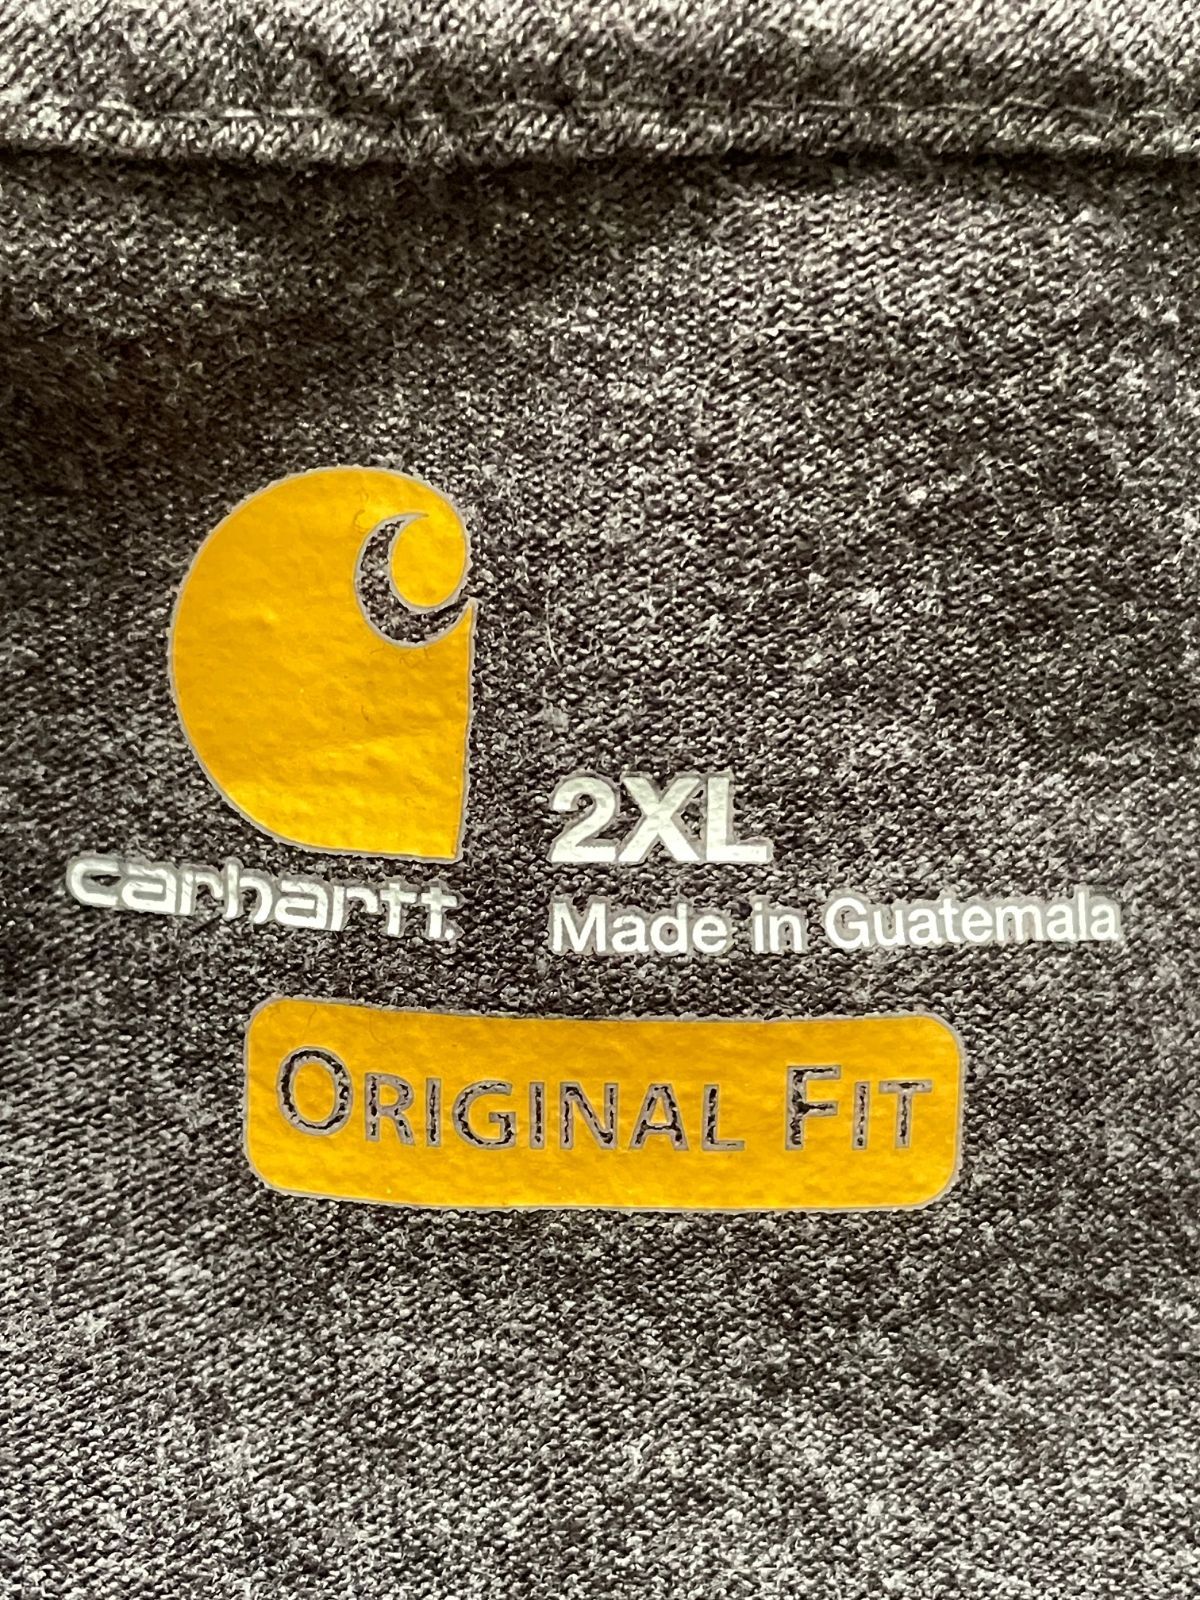 carhartt.
2XL
Made in Guatemala
ORIGINAL FIT